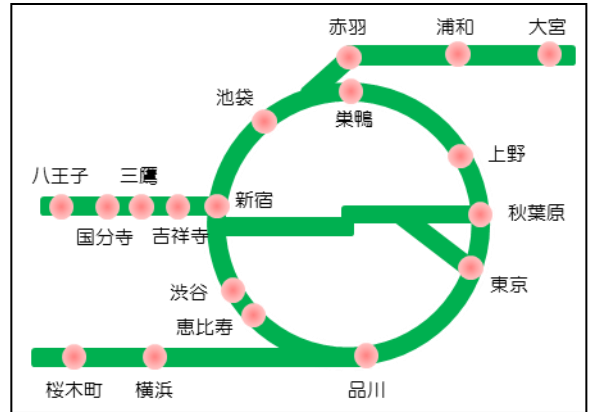 赤羽
浦和
大宮
池袋
巣鴨
上野
八王子
三鷹
新宿
秋葉原
国分寺
吉祥寺
東京
渋谷
恵比寿
桜木町
横浜
品川